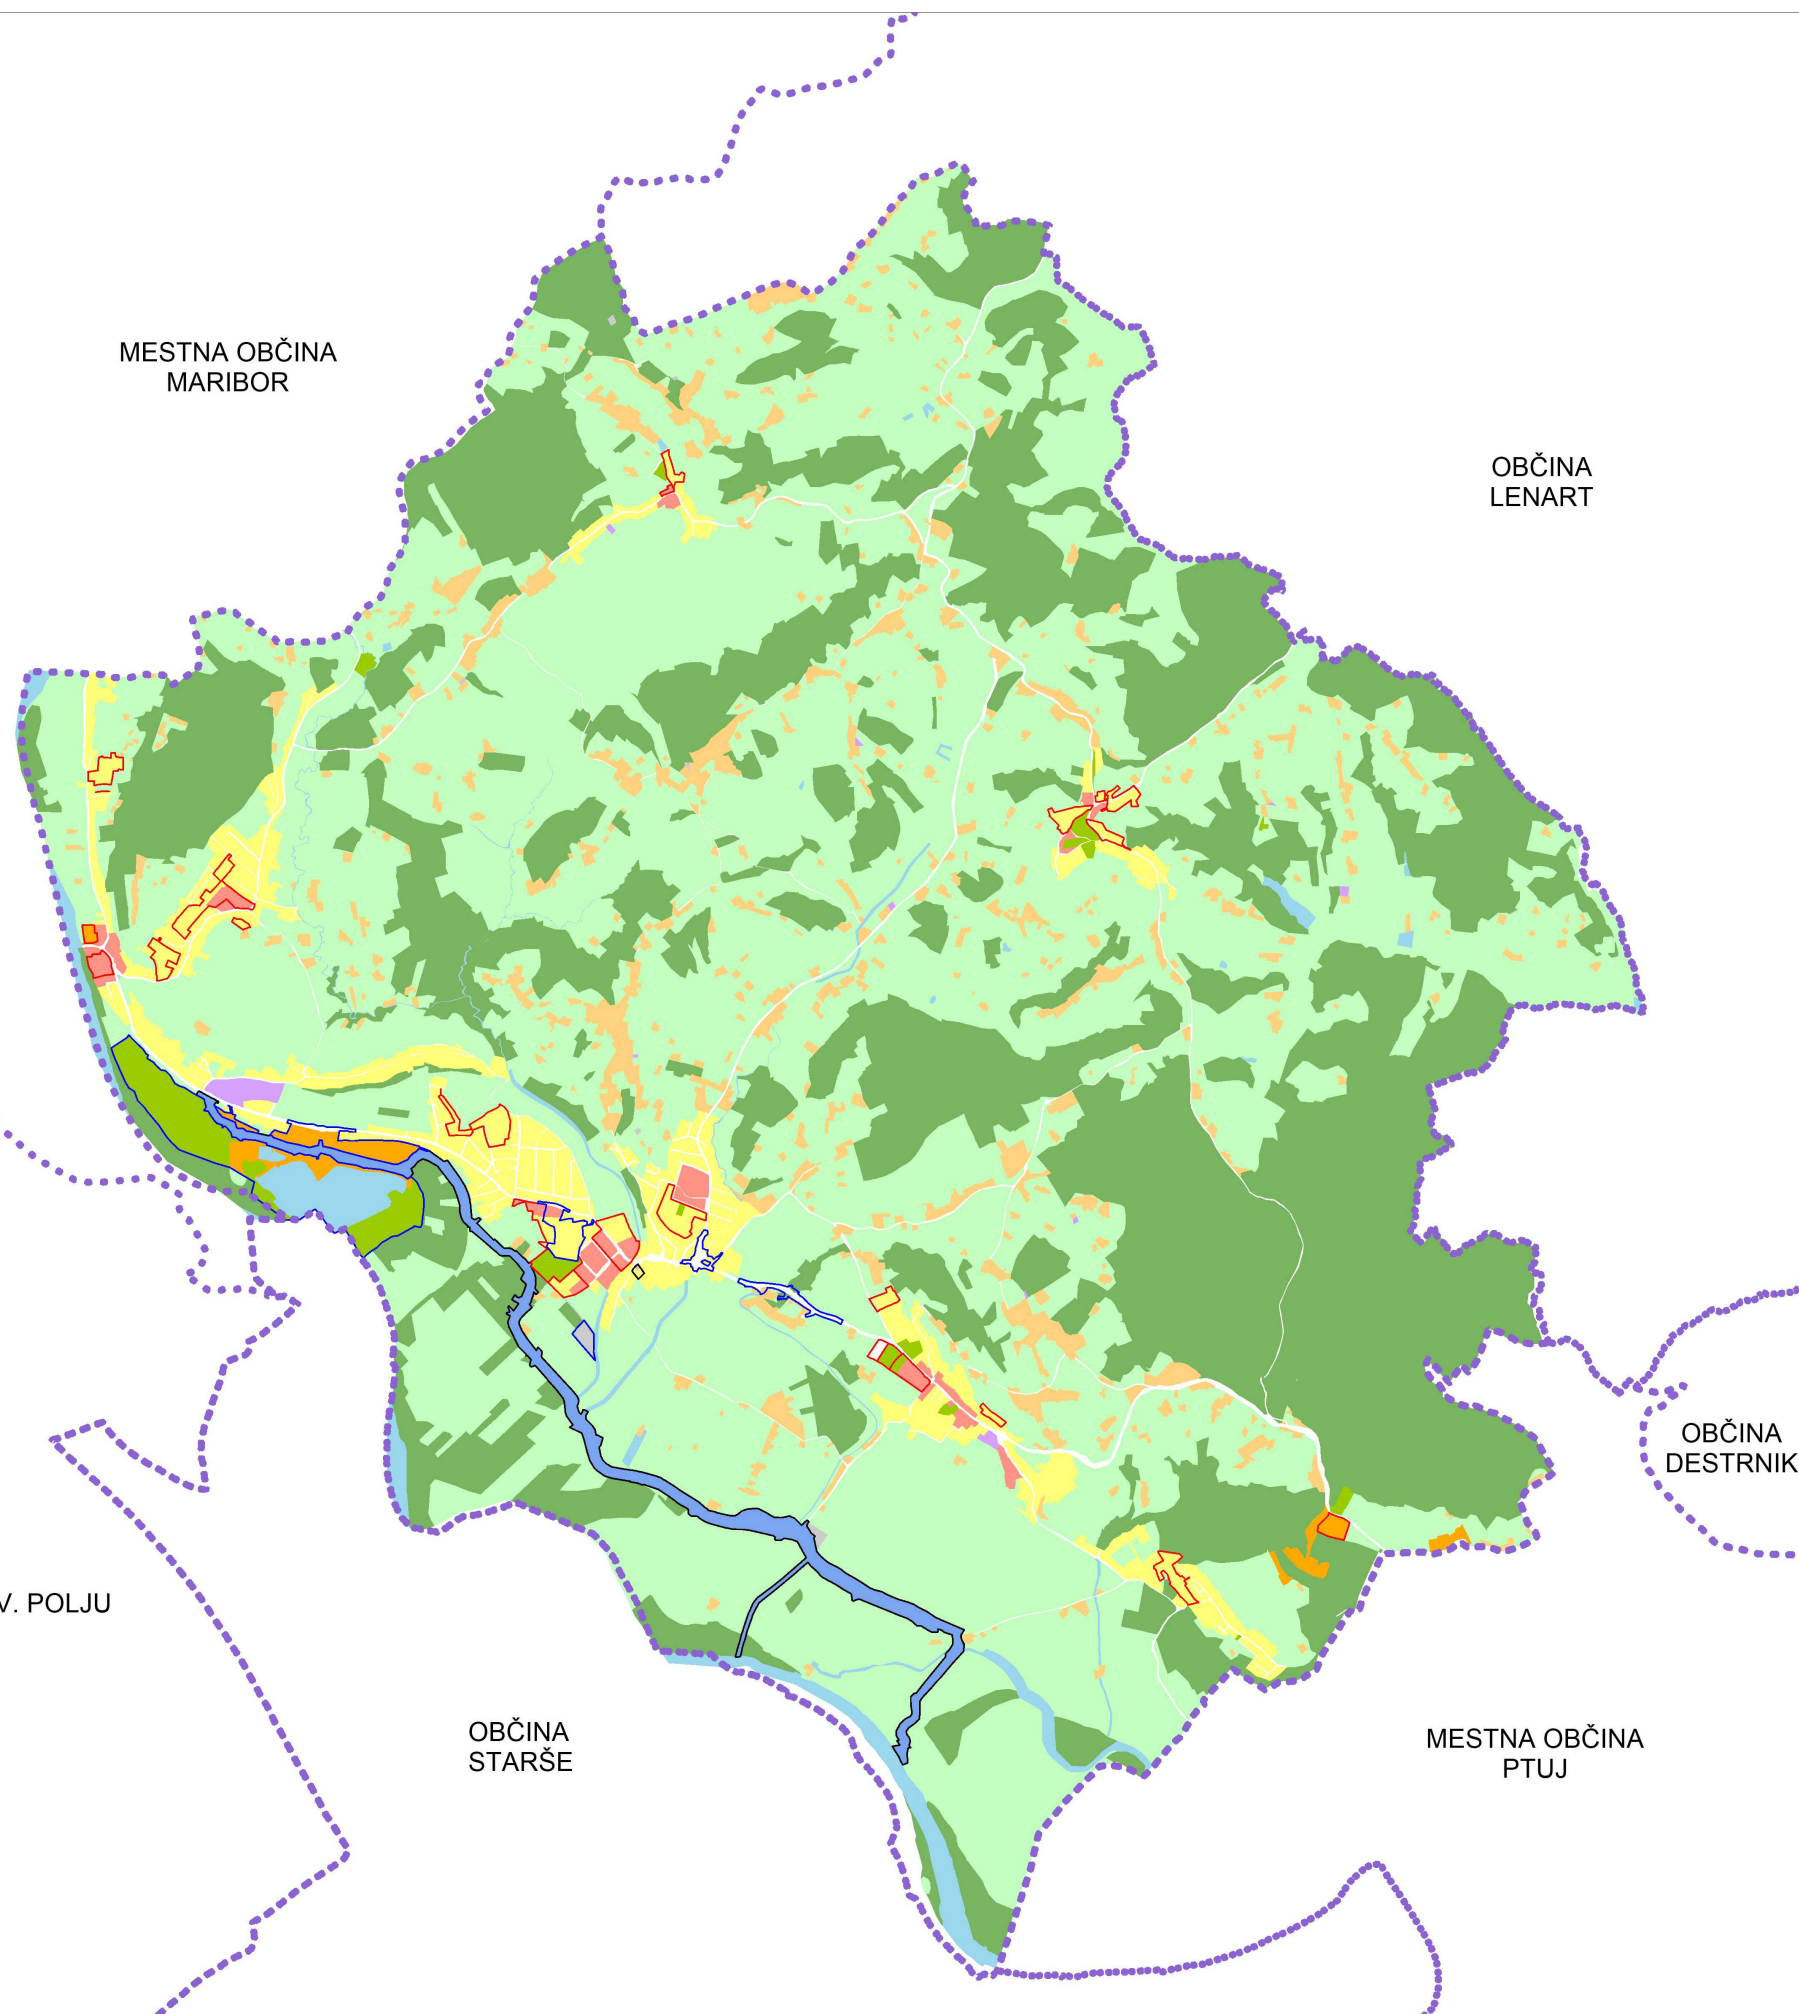 MESTNA OBČINA
MARIBOR
OBČINA
LENART
OBČINA
DESTRNIK
V. POLJU
OBČINA
STARŠE
MESTNA OBČINA
PTUJ